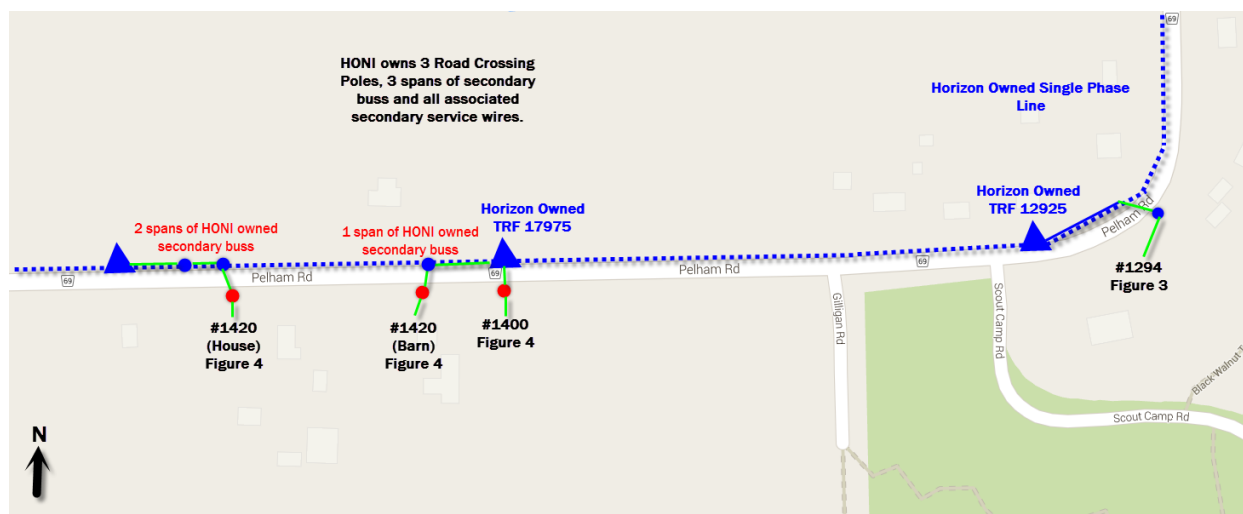 69
HONI owns 3 Road Crossing
Poles, 3 spans of secondary
buss and all associated
secondary service wires.
Horizon Owned Single Phase
Line
Horizon Owned
TRF 12925
Horizon Owned
TRF 17975
2 spans of HONI owned
secondary buss
1 span of HONI owned
secondary buss
Pelham Rd
69
Pelham Rd
69
Pelham Rd
69
#1294
Figure 3
#1420
(House)
Figure 4
#1420
(Barn)
Figure 4
#1400
Figure 4
Gilligan Rd
Scout Camp Rd
Black Walnut T
Scout Camp Rd
N